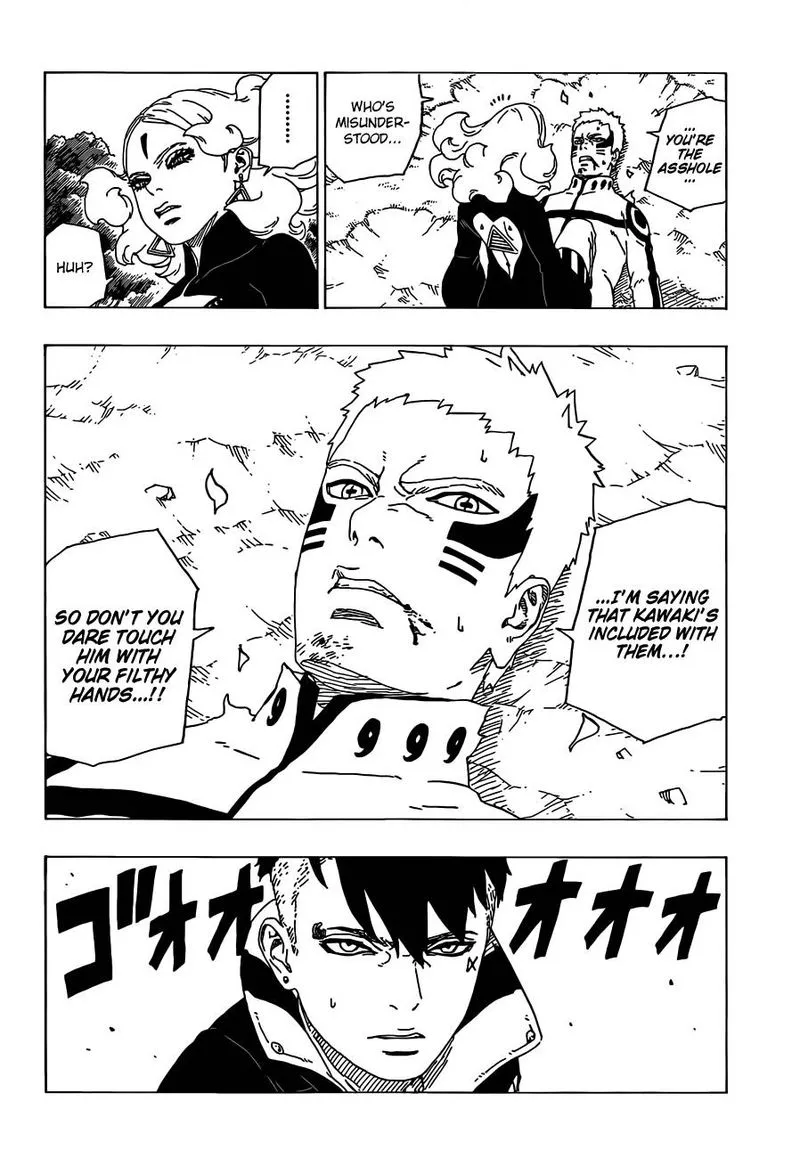 ...
YOU'RE
THE
ASSHOLE
...
WHO'S
MISUNDER-
STOOD...
........
HUH?
...I'M SAYING
THAT KAWAKI'S
INCLUDED WITH
THEM...!
SO DON'T YOU
DARE TOUCH
HIM WITH
YOUR FILTHY
HANDS...!!
ゴオオオオオ